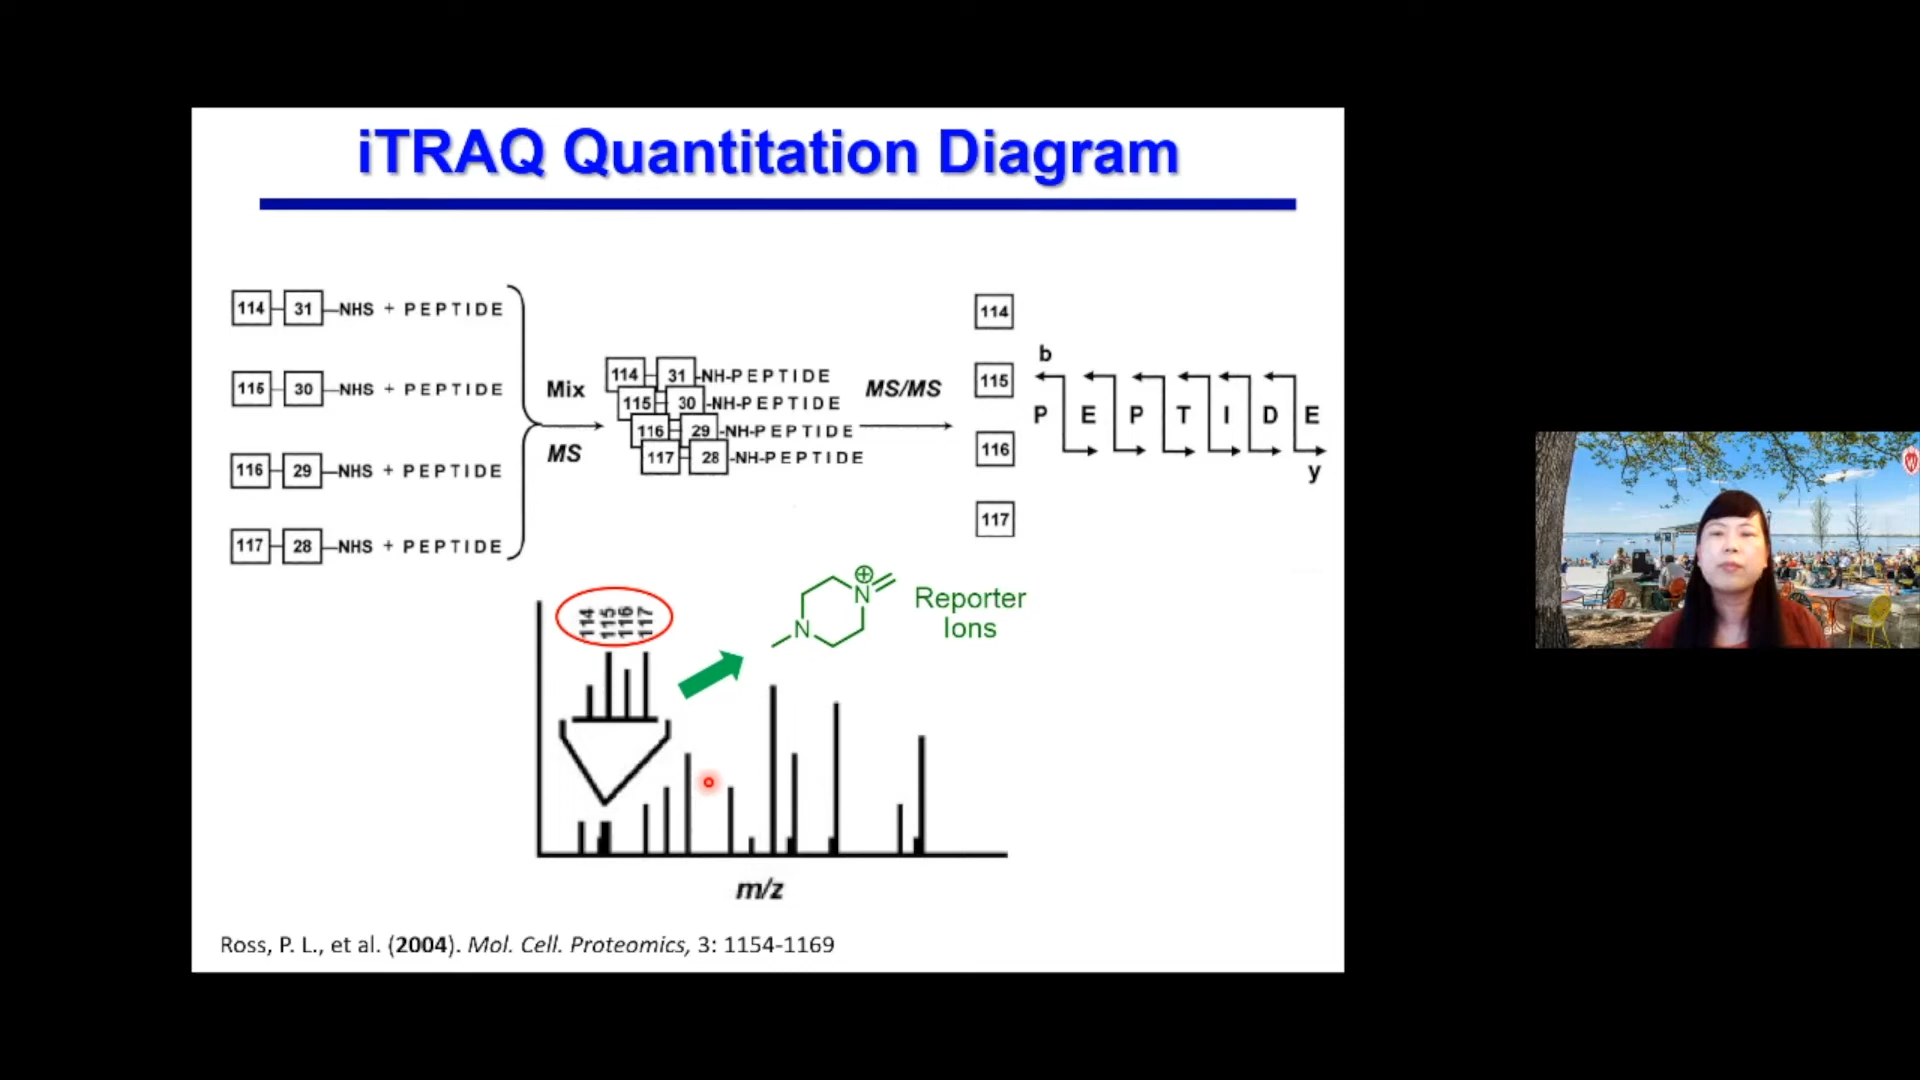 iTRAQ Quantitation Diagram
114 31 NHS + PEPTIDE
115 30 NHS + PEPTIDE
116 29 NHS + PEPTIDE
117 28 NHS + PEPTIDE
Mix
MS
114 31 -NH-PEPTIDE
115 30 -NH-PEPTIDE
116 29 -NH-PEPTIDE
117 28 -NH-PEPTIDE
MS/MS
114
115
116
117
b
P E P T I D E
y
114 115 116 117
N
N
Reporter
Ions
m/z
Ross, P. L., et al. (2004). Mol. Cell. Proteomics, 3: 1154-1169